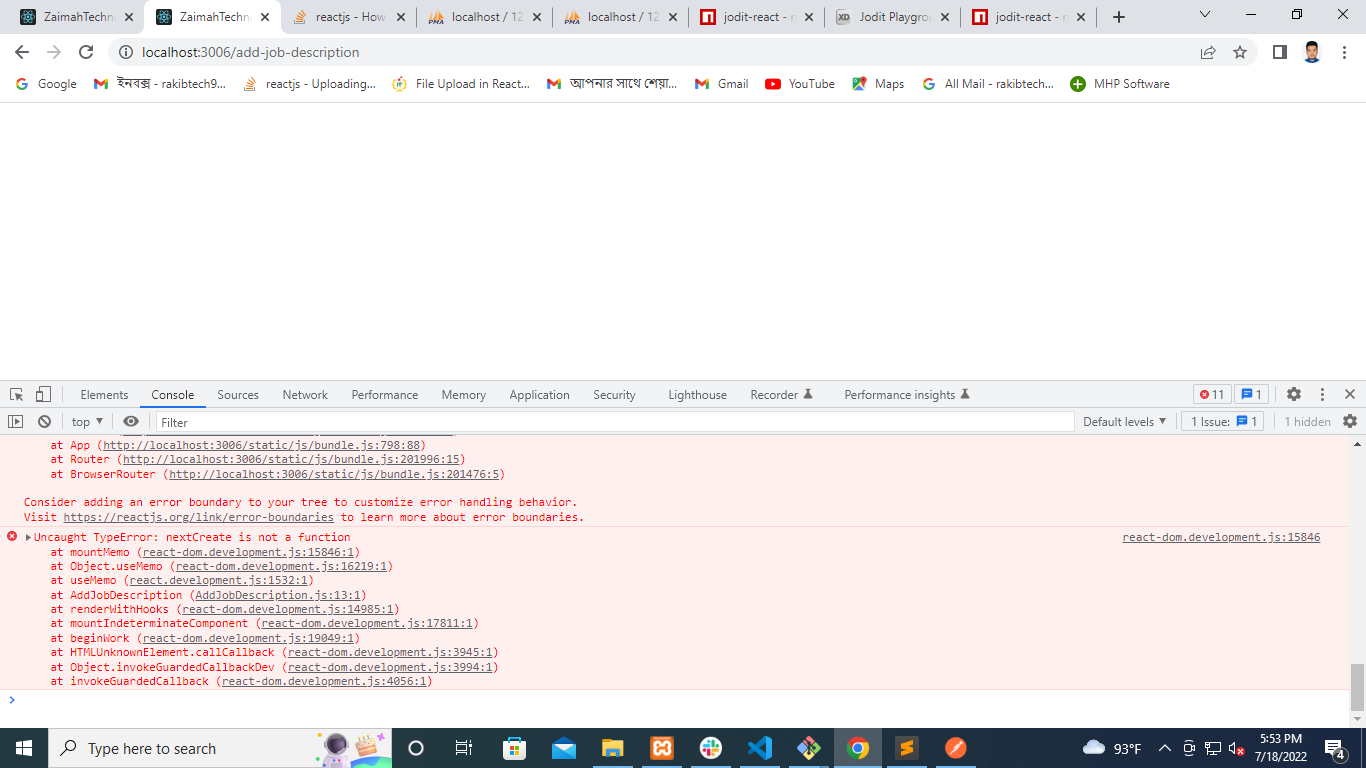 ZaimahTechn
ZaimahTechn
reactjs - How
localhost / 12
localhost / 12
jodit-react - n
Jodit Playgrou
jodit-react - n
localhost:3006/add-job-description
Google
ইনবক্স - rakibtech9...
reactjs - Uploading...
File Upload in React...
আপনার সাথে শেয়া...
Gmail
YouTube
Maps
All Mail - rakibtech...
MHP Software
Elements
Console
Sources
Network
Performance
Memory
Application
Security
Lighthouse
Recorder
Performance insights
11
1
top
Filter
Default levels
1 Issue: 1
1 hidden
at App (http://localhost:3006/static/js/bundle.js:798:88)
at Router (http://localhost:3006/static/js/bundle.js:201996:15)
at BrowserRouter (http://localhost:3006/static/js/bundle.js:201476:5)
Consider adding an error boundary to your tree to customize error handling behavior.
Visit https://reactjs.org/link/error-boundaries to learn more about error boundaries.
Uncaught TypeError: nextCreate is not a function
react-dom.development.js:15846
at mountMemo (react-dom.development.js:15846:1)
at Object.useMemo (react-dom.development.js:16219:1)
at useMemo (react.development.js:1532:1)
at AddJobDescription (AddJobDescription.js:13:1)
at renderWithHooks (react-dom.development.js:14985:1)
at mountIndeterminateComponent (react-dom.development.js:17811:1)
at beginWork (react-dom.development.js:19049:1)
at HTMLUnknownElement.callCallback (react-dom.development.js:3945:1)
at Object.invokeGuardedCallbackDev (react-dom.development.js:3994:1)
at invokeGuardedCallback (react-dom.development.js:4056:1)
Type here to search
93°F
5:53 PM
7/18/2022
4